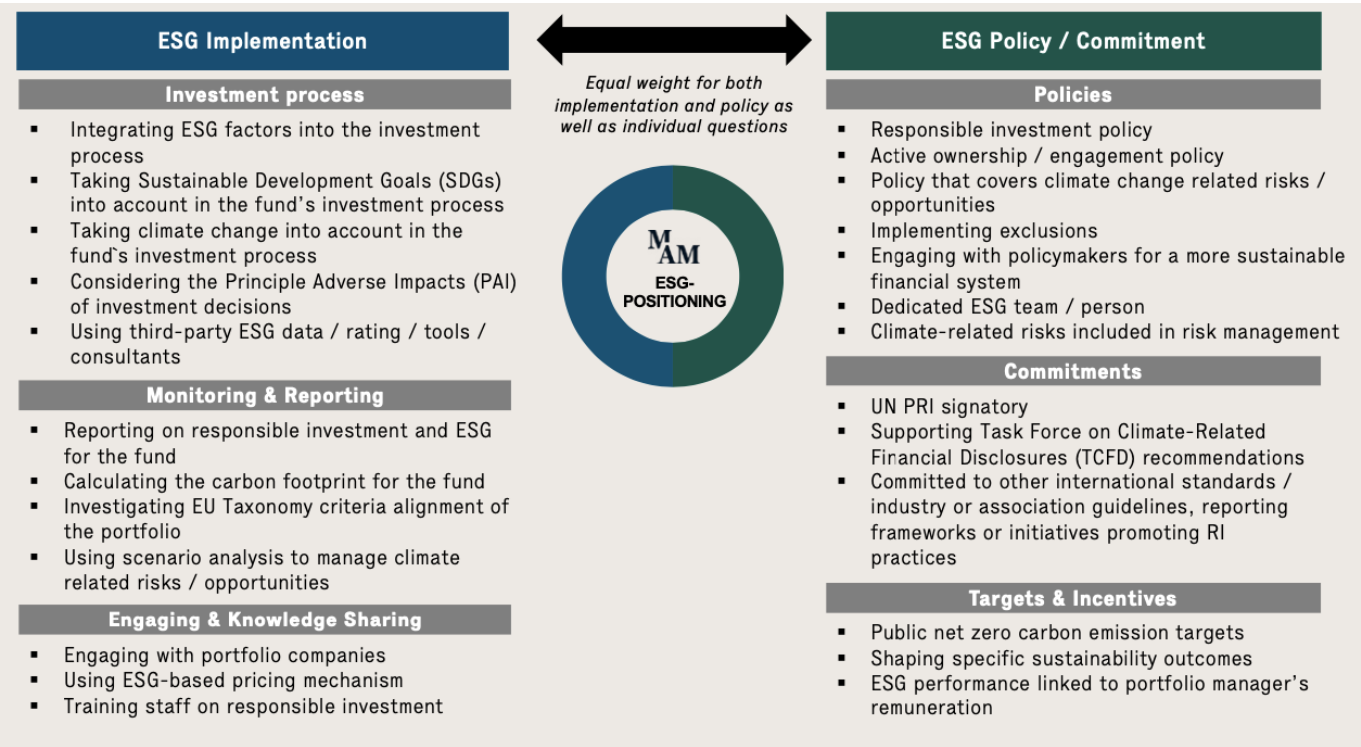 ESG Implementation
Investment process
▪ Integrating ESG factors into the investment
process
▪ Taking Sustainable Development Goals (SDGs)
into account in the fund's investment process
▪ Taking climate change into account in the
fund`s investment process
▪ Considering the Principle Adverse Impacts (PAI)
of investment decisions
▪ Using third-party ESG data / rating / tools /
consultants
Monitoring & Reporting
▪ Reporting on responsible investment and ESG
for the fund
▪ Calculating the carbon footprint for the fund
▪ Investigating EU Taxonomy criteria alignment of
the portfolio
▪ Using scenario analysis to manage climate
related risks / opportunities
Engaging & Knowledge Sharing
▪ Engaging with portfolio companies
▪ Using ESG-based pricing mechanism
▪ Training staff on responsible investment
Equal weight for both
implementation and policy as
well as individual questions
MAM
ESG-
POSITIONING
ESG Policy / Commitment
Policies
▪ Responsible investment policy
▪ Active ownership / engagement policy
▪ Policy that covers climate change related risks /
opportunities
▪ Implementing exclusions
▪ Engaging with policymakers for a more sustainable
financial system
▪ Dedicated ESG team / person
▪ Climate-related risks included in risk management
Commitments
▪ UN PRI signatory
▪ Supporting Task Force on Climate-Related
Financial Disclosures (TCFD) recommendations
▪ Committed to other international standards /
industry or association guidelines, reporting
frameworks or initiatives promoting RI
practices
Targets & Incentives
▪ Public net zero carbon emission targets
▪ Shaping specific sustainability outcomes
▪ ESG performance linked to portfolio manager's
remuneration